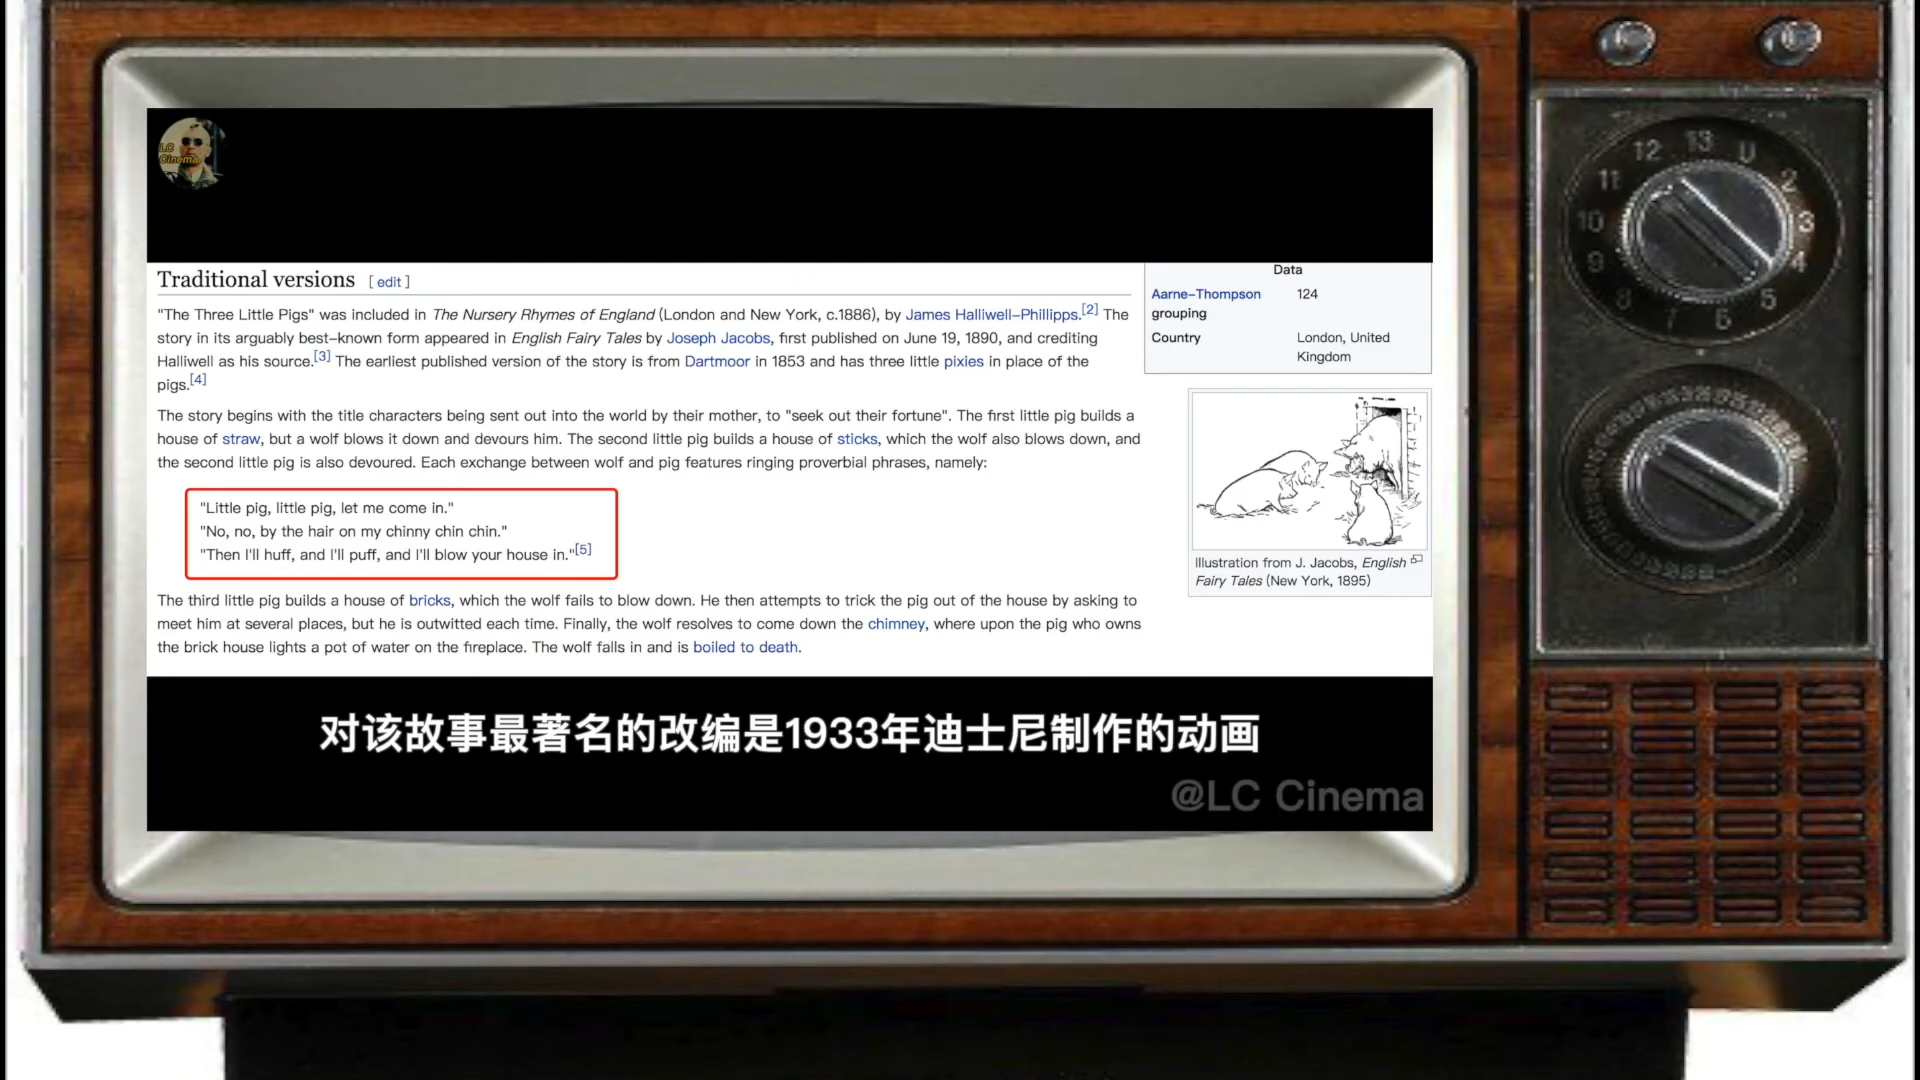 LC
Cinema
Traditional versions [ edit ]
"The Three Little Pigs" was included in The Nursery Rhymes of England (London and New York, c.1886), by James Halliwell–Phillipps.[2] The
story in its arguably best–known form appeared in English Fairy Tales by Joseph Jacobs, first published on June 19, 1890, and crediting
Halliwell as his source.[3] The earliest published version of the story is from Dartmoor in 1853 and has three little pixies in place of the
pigs.[4]
The story begins with the title characters being sent out into the world by their mother, to "seek out their fortune". The first little pig builds a
house of straw, but a wolf blows it down and devours him. The second little pig builds a house of sticks, which the wolf also blows down, and
the second little pig is also devoured. Each exchange between wolf and pig features ringing proverbial phrases, namely:
"Little pig, little pig, let me come in."
"No, no, by the hair on my chinny chin chin."
"Then I'll huff, and I'll puff, and I'll blow your house in."[5]
The third little pig builds a house of bricks, which the wolf fails to blow down. He then attempts to trick the pig out of the house by asking to
meet him at several places, but he is outwitted each time. Finally, the wolf resolves to come down the chimney, where upon the pig who owns
the brick house lights a pot of water on the fireplace. The wolf falls in and is boiled to death.
Data
Aarne–Thompson 124
grouping
Country London, United
Kingdom
Illustration from J. Jacobs, English
Fairy Tales (New York, 1895)
对该故事最著名的改编是1933年迪士尼制作的动画
@LC Cinema
12 13 U 2 3 4 5 6 7 8 9 10 11